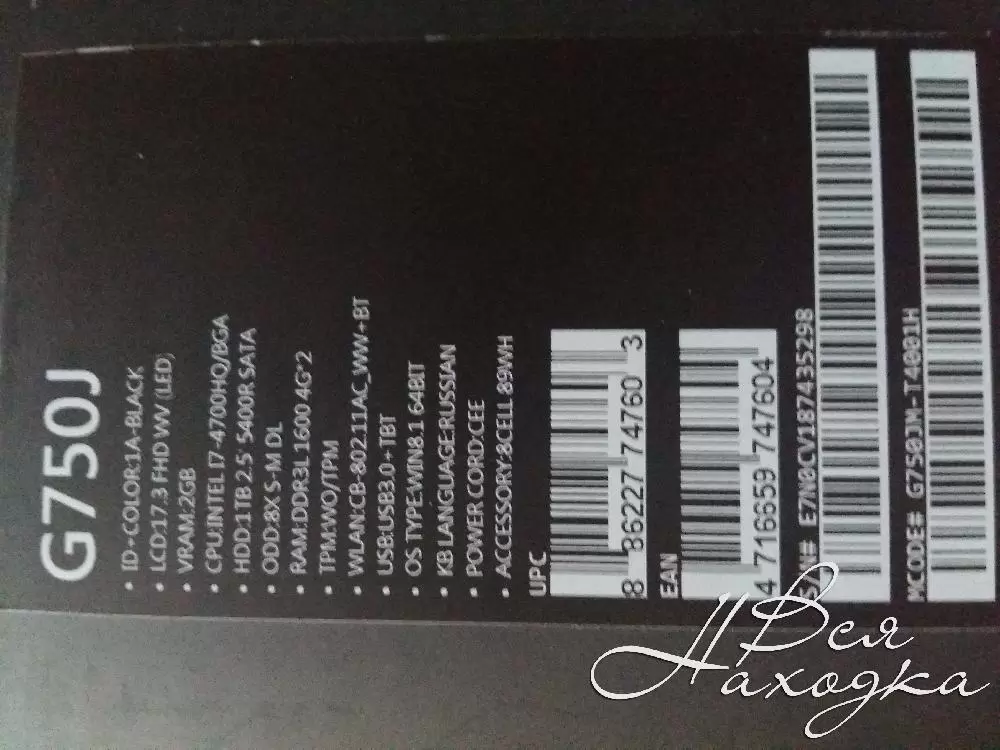 G750J
• ID-COLOR:1A-BLACK
• LCD:17.3 FHD WV (LED)
• VRAM:2GB
• CPU:INTEL I7-4700HQ/BGA
• HDD:1TB 2.5' 5400R SATA
• ODD:8X S-M DL
• RAM:DDR3L 1600 4G*2
• TPM:WO/TPM
• WLAN:CB-802.11AC_WW+BT
• USB:USB3.0+TBT
• OS TYPE:WIN8.1 64BIT
• KB LANGUAGE:RUSSIAN
• POWER CORD:CEE
• ACCESSORY:8CELL 89WH
UPC
8 86227 74760 3
EAN
4 716659 747604
S/N# E7N0CV187435298
MCODE# G750JM-T4001H
Вся
Находка